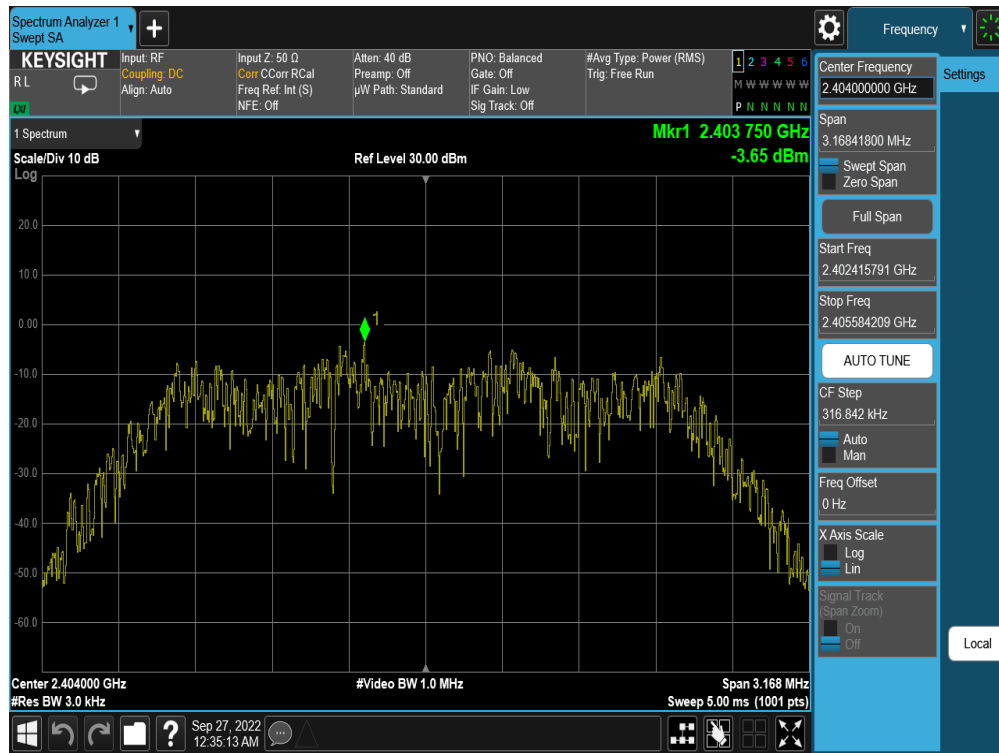 Spectrum Analyzer 1
Swept SA
+
Frequency
KEYSIGHT
R L
LXI
Input: RF
Coupling: DC
Align: Auto
Input Z: 50 Ω
Corr CCorr RCal
Freq Ref: Int (S)
NFE: Off
Atten: 40 dB
Preamp: Off
µW Path: Standard
PNO: Balanced
Gate: Off
IF Gain: Low
Sig Track: Off
#Avg Type: Power (RMS)
Trig: Free Run
1 2 3 4 5 6
M W W W W W
P N N N N N
1 Spectrum
Mkr1 2.403 750 GHz
Scale/Div 10 dB
Ref Level 30.00 dBm
-3.65 dBm
Log
20.0
10.0
0.00
-10.0
-20.0
-30.0
-40.0
-50.0
-60.0
1
Center 2.404000 GHz
#Video BW 1.0 MHz
Span 3.168 MHz
#Res BW 3.0 kHz
Sweep 5.00 ms (1001 pts)
Center Frequency
2.404000000 GHz
Settings
Span
3.16841800 MHz
Swept Span
Zero Span
Full Span
Start Freq
2.402415791 GHz
Stop Freq
2.405584209 GHz
AUTO TUNE
CF Step
316.842 kHz
Auto
Man
Freq Offset
0 Hz
X Axis Scale
Log
Lin
Signal Track
(Span Zoom)
On
Off
Local
?
Sep 27, 2022
12:35:13 AM